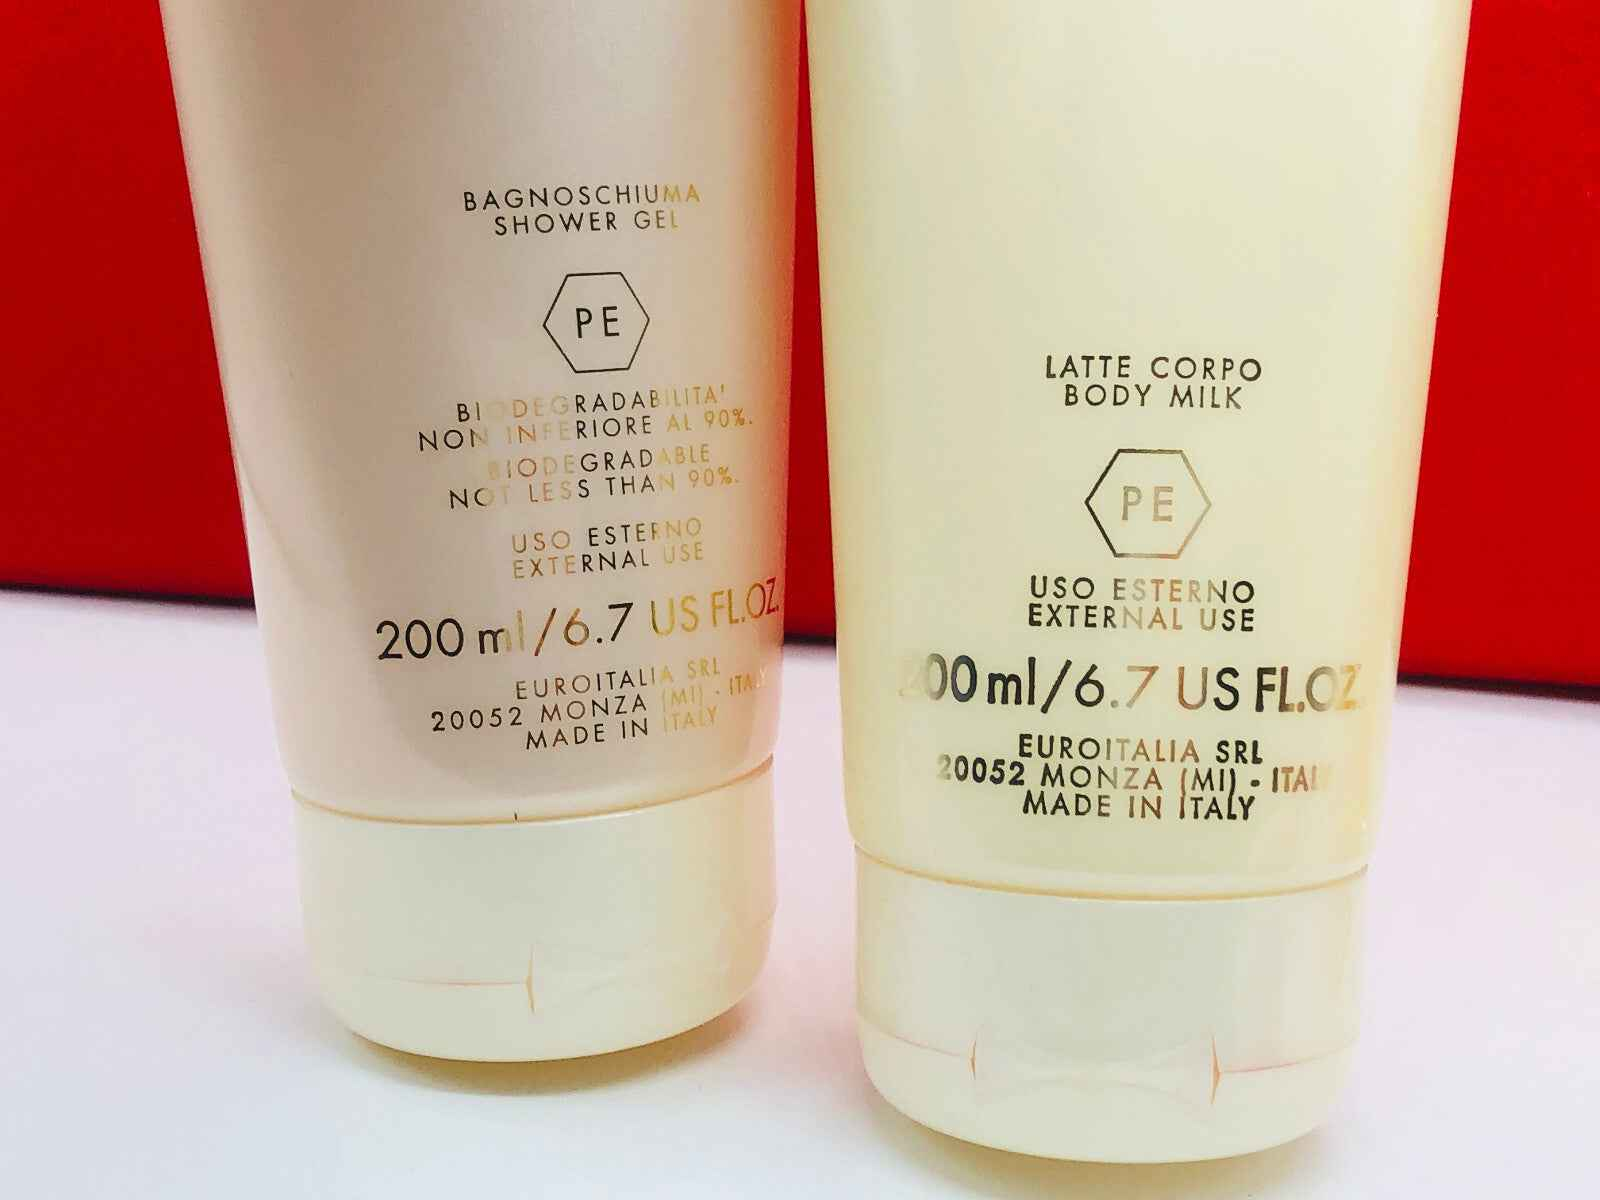 BAGNOSCHIUMA
SHOWER GEL
PE
BIODEGRADABILITA'
NON INFERIORE AL 90%.
BIODEGRADABLE
NOT LESS THAN 90%.
USO ESTERNO
EXTERNAL USE
200 ml/6.7 US FL.OZ.
EUROITALIA SRL
20052 MONZA (MI) - ITA
MADE IN ITALY
LATTE CORPO
BODY MILK
PE
USO ESTERNO
EXTERNAL USE
200 ml/6.7 US FL.OZ.
EUROITALIA SRL
20052 MONZA (MI) - ITALY
MADE IN ITALY